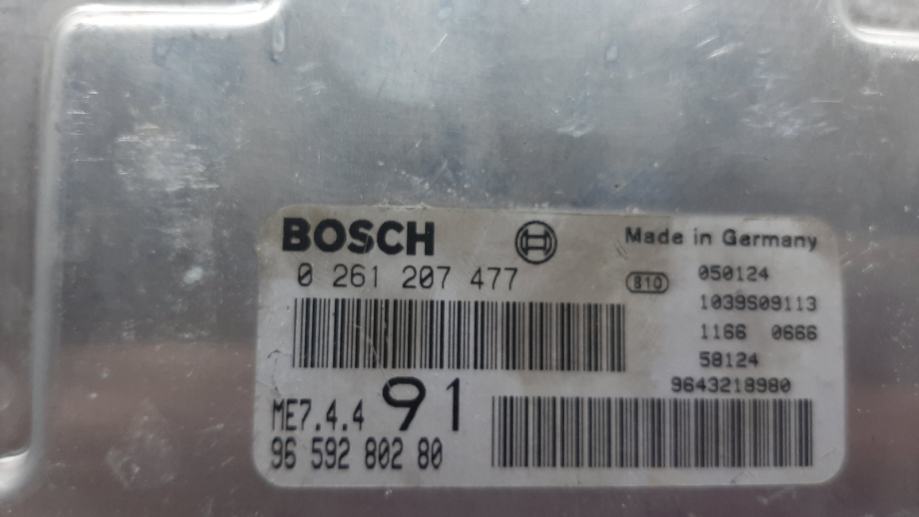 BOSCH
Made in Germany
0 261 207 477
810
050124
1039S09113
1166 0666
58124
9643218980
ME7.4.4 91
96 592 802 80